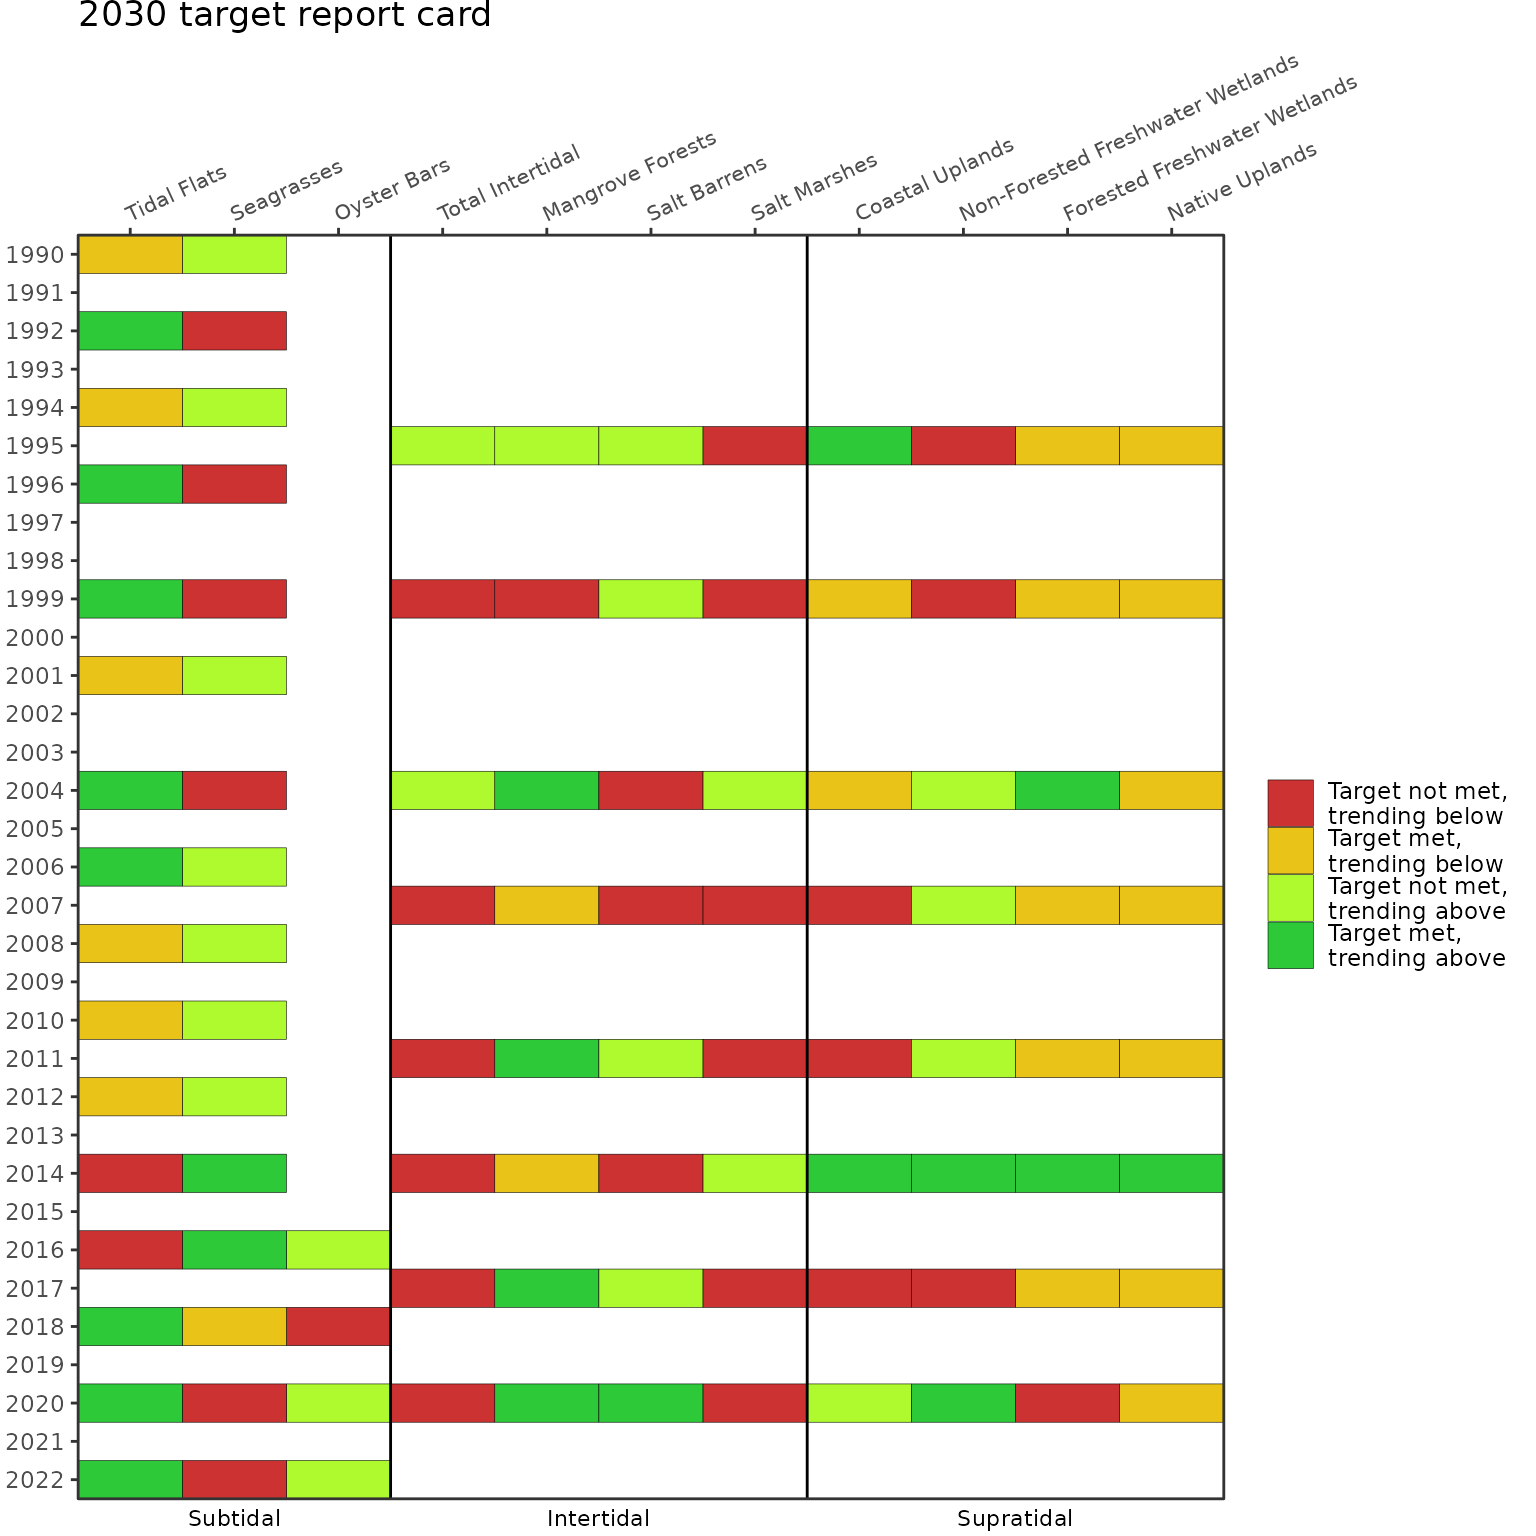 2030 target report card
Tidal Flats
Seagrasses
Oyster Bars
Total Intertidal
Mangrove Forests
Salt Barrens
Salt Marshes
Coastal Uplands
Non-Forested Freshwater Wetlands
Forested Freshwater Wetlands
Native Uplands
1990
1991
1992
1993
1994
1995
1996
1997
1998
1999
2000
2001
2002
2003
2004
2005
2006
2007
2008
2009
2010
2011
2012
2013
2014
2015
2016
2017
2018
2019
2020
2021
2022
Subtidal
Intertidal
Supratidal
Target not met,
trending below
Target met,
trending below
Target not met,
trending above
Target met,
trending above